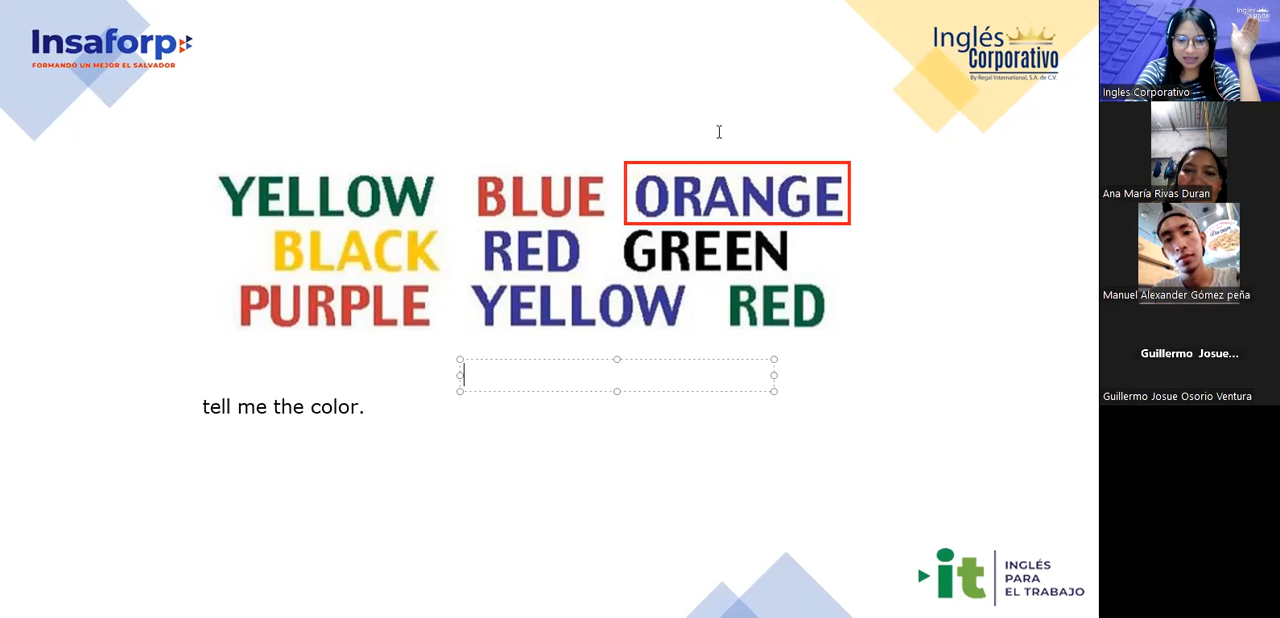 Insaforp
FORMANDO UN MEJOR EL SALVADOR
Inglés
Corporativo
By Regal International, S.A. de C.V.
YELLOW BLUE ORANGE
BLACK RED GREEN
PURPLE YELLOW RED
tell me the color.
it
INGLÉS
PARA
EL TRABAJO
Ingles Corporativo
Ana María Rivas Duran
Manuel Alexander Gómez peña
Guillermo Josue...
Guillermo Josue Osorio Ventura